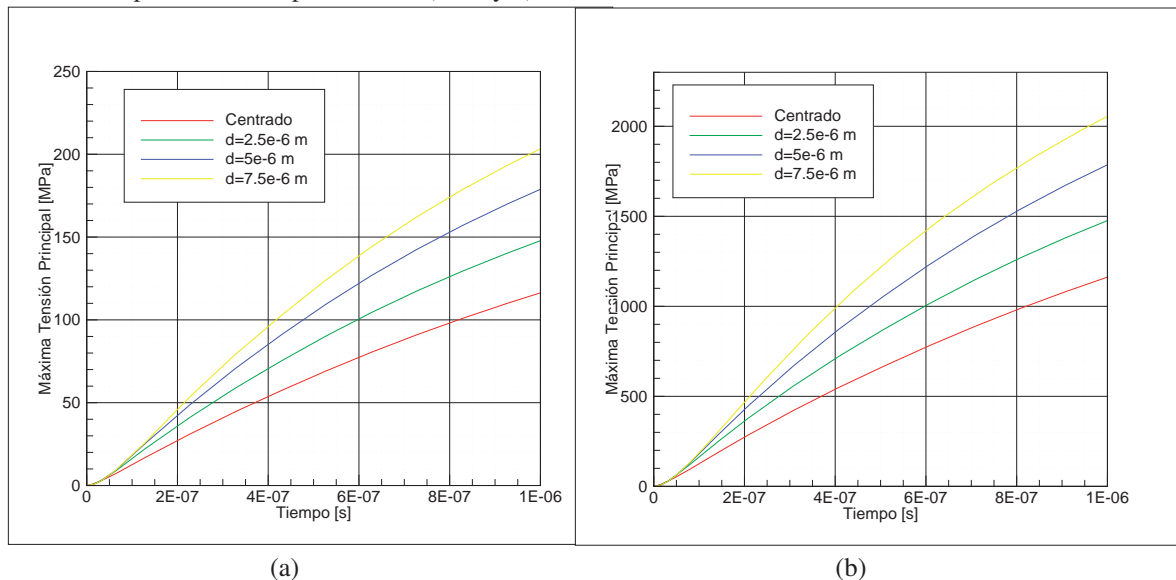 250
200
150
100
50
0
Máxima Tensión Principal [MPa]
Centrado
d=2.5e-6 m
d=5e-6 m
d=7.5e-6 m
0 2E-07 4E-07 6E-07 8E-07 1E-06
Tiempo [s]
(a)
2000
1500
1000
500
0
Máxima Tensión Principal [MPa]
Centrado
d=2.5e-6 m
d=5e-6 m
d=7.5e-6 m
0 2E-07 4E-07 6E-07 8E-07 1E-06
Tiempo [s]
(b)